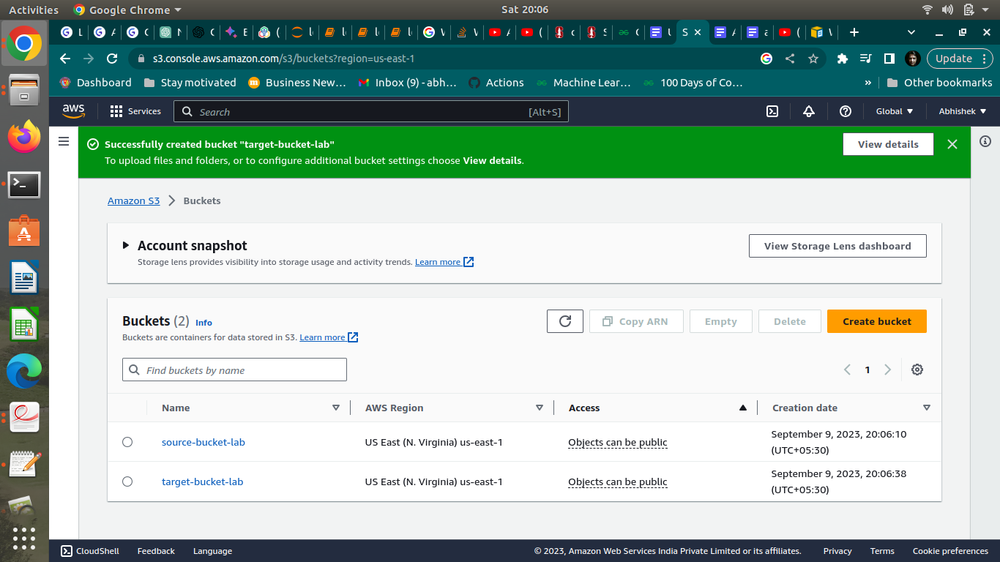 Activities Google Chrome Sat 20:06
s3.console.aws.amazon.com/s3/buckets?region=us-east-1 Update
Dashboard Stay motivated Business New… Inbox (9) - abh… Actions Machine Lear… 100 Days of Co… » Other bookmarks
aws Services Search [Alt+S] Global Abhishek
Successfully created bucket "target-bucket-lab" View details
To upload files and folders, or to configure additional bucket settings choose View details.
Amazon S3 Buckets
Account snapshot View Storage Lens dashboard
Storage lens provides visibility into storage usage and activity trends. Learn more
Buckets (2) Info Copy ARN Empty Delete Create bucket
Buckets are containers for data stored in S3. Learn more
Find buckets by name 1
Name AWS Region Access Creation date
source-bucket-lab US East (N. Virginia) us-east-1 Objects can be public September 9, 2023, 20:06:10 (UTC+05:30)
target-bucket-lab US East (N. Virginia) us-east-1 Objects can be public September 9, 2023, 20:06:38 (UTC+05:30)
CloudShell Feedback Language © 2023, Amazon Web Services India Private Limited or its affiliates. Privacy Terms Cookie preferences